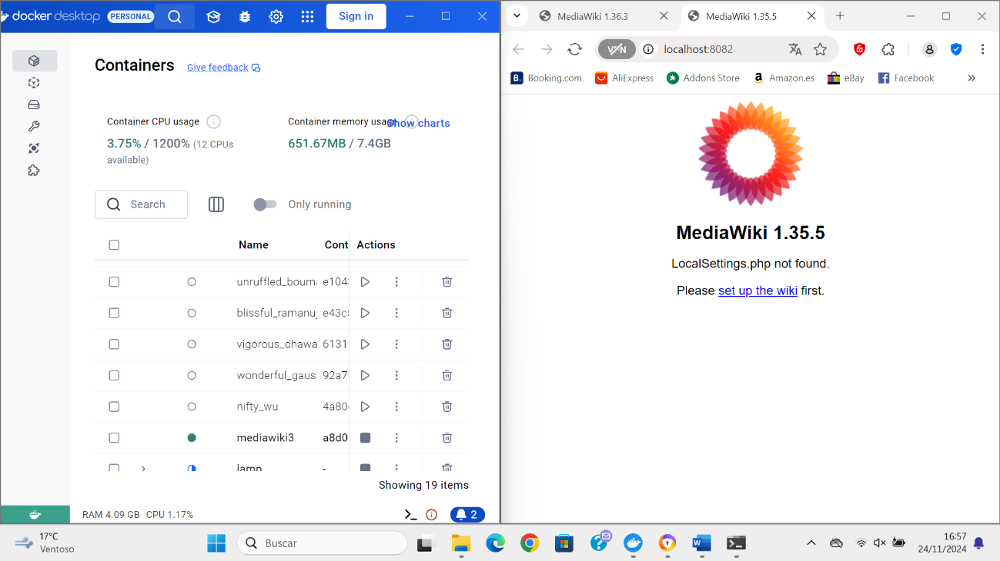 docker desktop PERSONAL Sign in
Containers Give feedback
Container CPU usage
3.75% / 1200% (12 CPUs
available)
Container memory usage
651.67MB / 7.4GB
Show charts
Search
Only running
Name Cont Actions
unruffled_boum e104
blissful_ramanu e43c5
vigorous_dhawa 6131
wonderful_gaus 92a7
nifty_wu 4a80
mediawiki3 a8d0
lamp -
Showing 19 items
RAM 4.09 GB CPU 1.17%
2
MediaWiki 1.36.3
MediaWiki 1.35.5
VPN
localhost:8082
B. Booking.com
AliExpress
Addons Store
a Amazon.es
eBay
Facebook
MediaWiki 1.35.5
LocalSettings.php not found.
Please set up the wiki first.
17°C
Ventoso
Buscar
16:57
24/11/2024